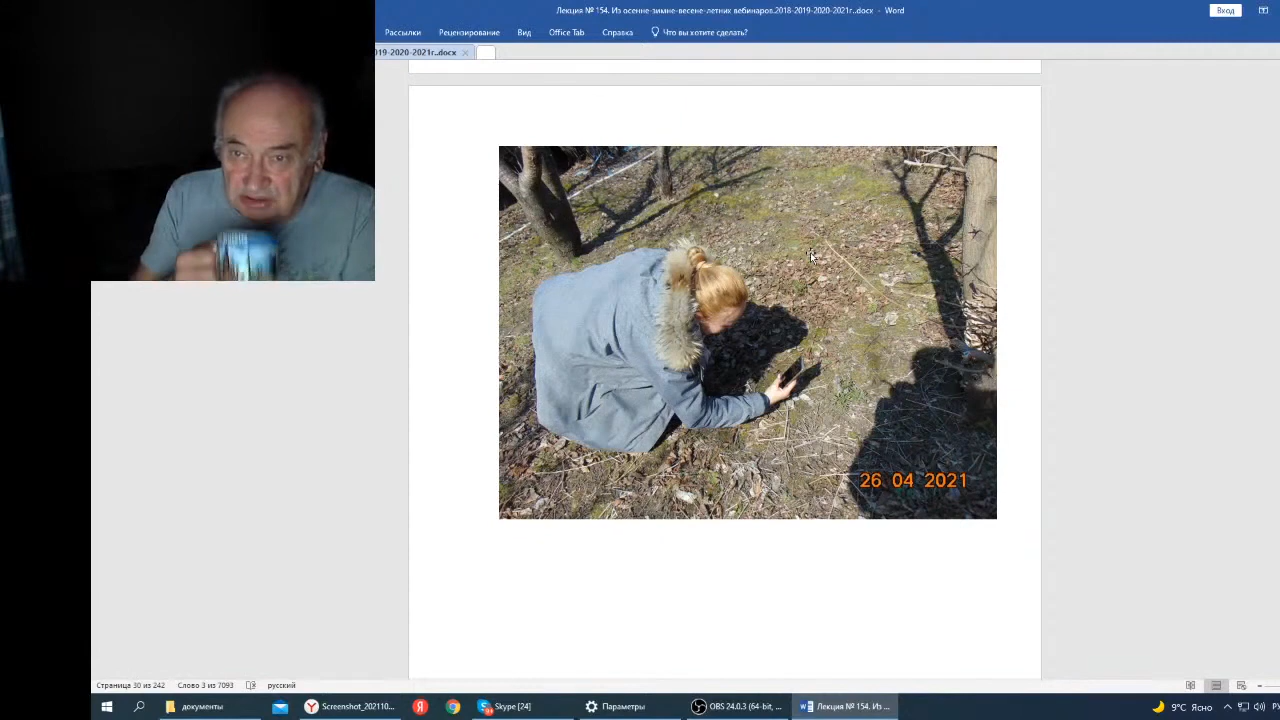 Лекция № 154. Из осенне-зимне-весене-летних вебинаров.2018-2019-2020-2021г..docx - Word
Вход
Рассылки Рецензирование Вид Office Tab Справка Что вы хотите сделать?
019-2020-2021г..docx
26 04 2021
Страница 30 из 242 Слово 3 из 7093 русский
документы Screenshot_202110... Я Skype [24] Параметры OBS 24.0.3 (64-bit, ... Лекция № 154. Из ... 9°C Ясно